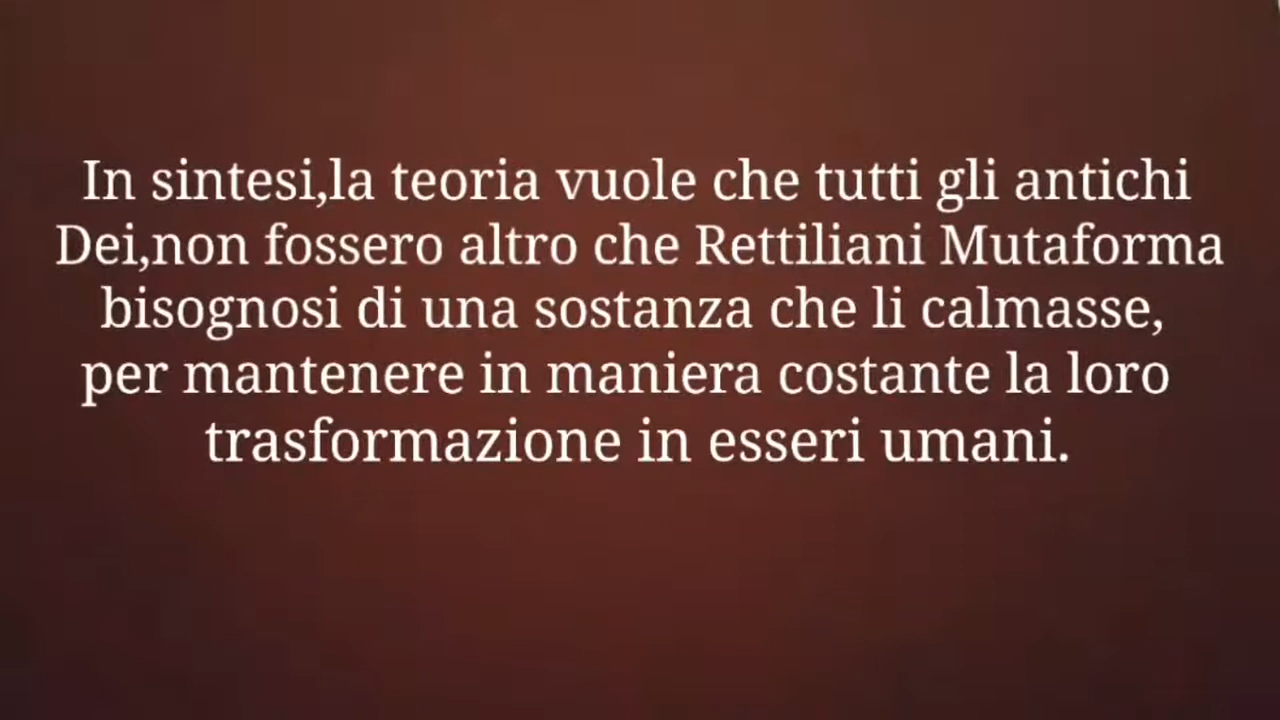 In sintesi,la teoria vuole che tutti gli antichi
Dei,non fossero altro che Rettiliani Mutaforma
bisognosi di una sostanza che li calmasse,
per mantenere in maniera costante la loro
trasformazione in esseri umani.